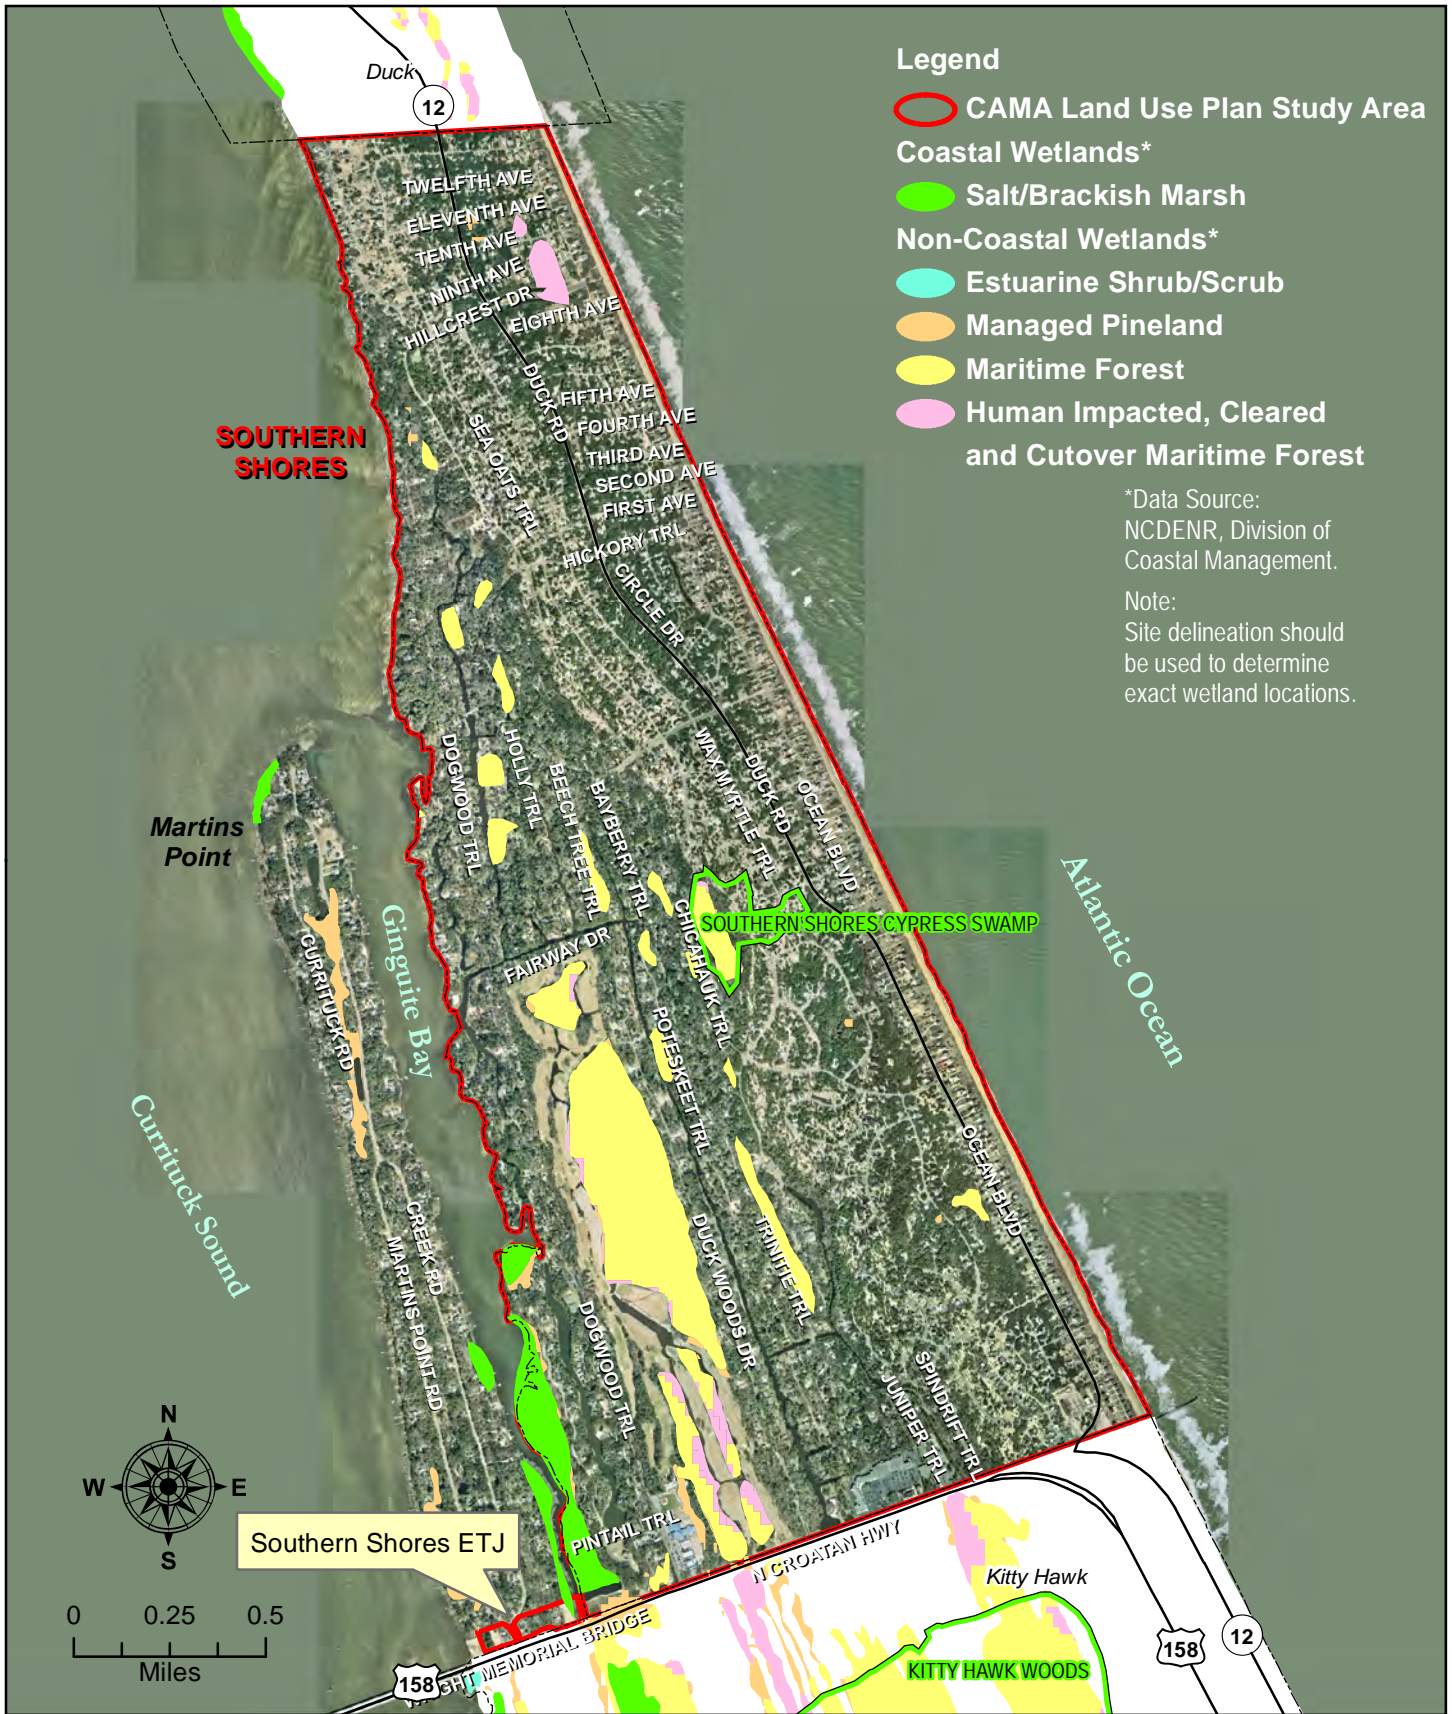 Legend
CAMA Land Use Plan Study Area
Coastal Wetlands*
Salt/Brackish Marsh
Non-Coastal Wetlands*
Estuarine Shrub/Scrub
Managed Pineland
Maritime Forest
Human Impacted, Cleared
and Cutover Maritime Forest
*Data Source:
NCDENR, Division of
Coastal Management.
Note:
Site delineation should
be used to determine
exact wetland locations.
Duck
12
TWELFTH AVE
ELEVENTH AVE
TENTH AVE
NINTH AVE
HILLCREST DR
EIGHTH AVE
DUCK RD
FIFTH AVE
FOURTH AVE
THIRD AVE
SECOND AVE
FIRST AVE
HICKORY TRL
SEA OATS TRL
SOUTHERN
SHORES
CIRCLE DR
DOGWOOD TRL
HOLLY TRL
BEECH TREE TRL
BAYBERRY TRL
WAX MYRTLE TRL
DUCK RD
OCEAN BLVD
Martins
Point
Ginguite Bay
CURRITUCK RD
FAIRWAY DR
CHICAHAUK TRL
SOUTHERN SHORES CYPRESS SWAMP
Atlantic Ocean
POTESKEET TRL
Currituck Sound
CREEK RD
MARTINS POINT RD
DOGWOOD TRL
DUCK WOODS DR
TRINITIE TRL
OCEAN BLVD
SPINDRIFT TRL
JUNIPER TRL
N
W
E
S
Southern Shores ETJ
PINTAIL TRL
N CROATAN HWY
Kitty Hawk
0 0.25 0.5
Miles
WRIGHT MEMORIAL BRIDGE
158
KITTY HAWK WOODS
158
12